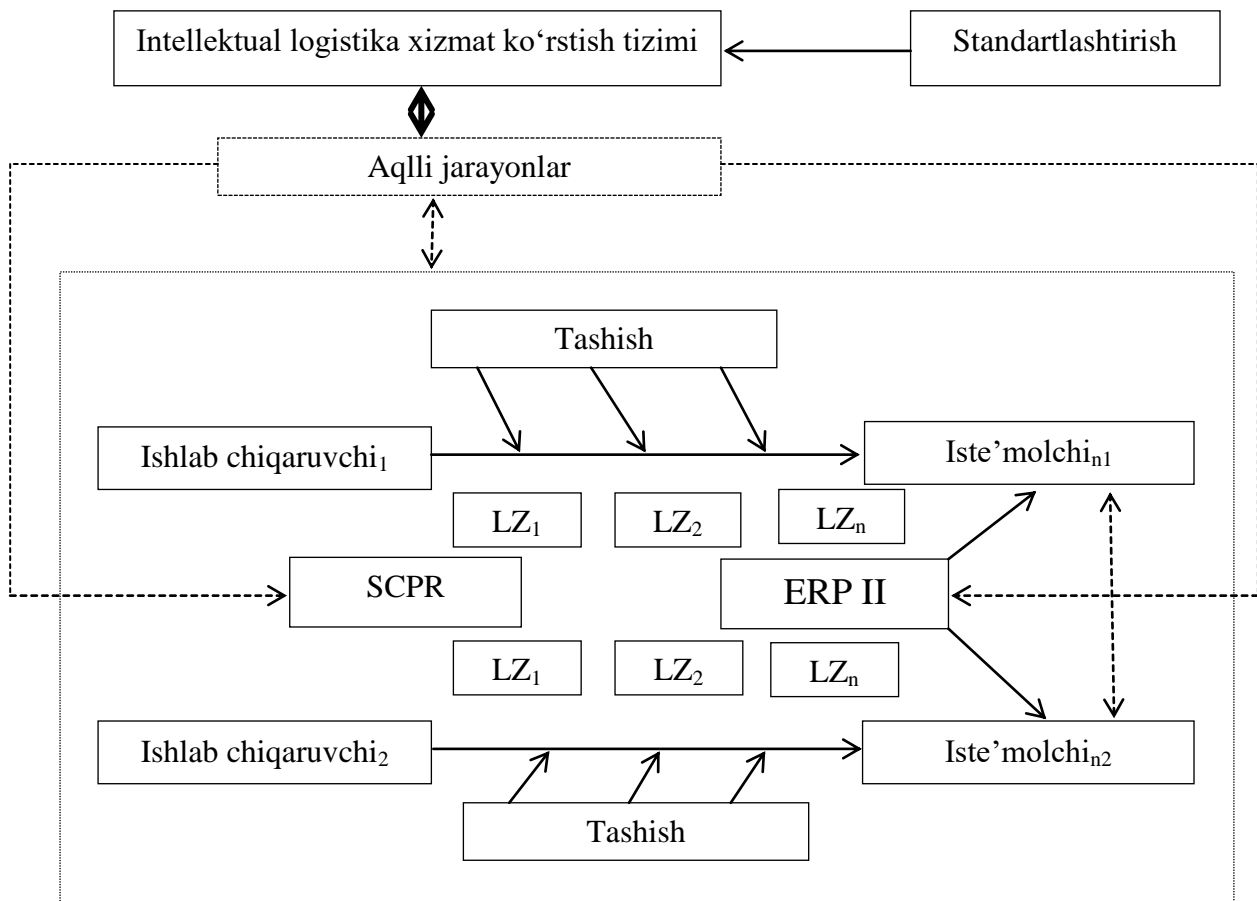 Intellektual logistika xizmat ko‘rstish tizimi
Standartlashtirish
Aqlli jarayonlar
Tashish
Ishlab chiqaruvchi₁
Iste’molchiₙ₁
LZ₁
LZ₂
LZₙ
SCPR
ERP II
LZ₁
LZ₂
LZₙ
Ishlab chiqaruvchi₂
Iste’molchiₙ₂
Tashish